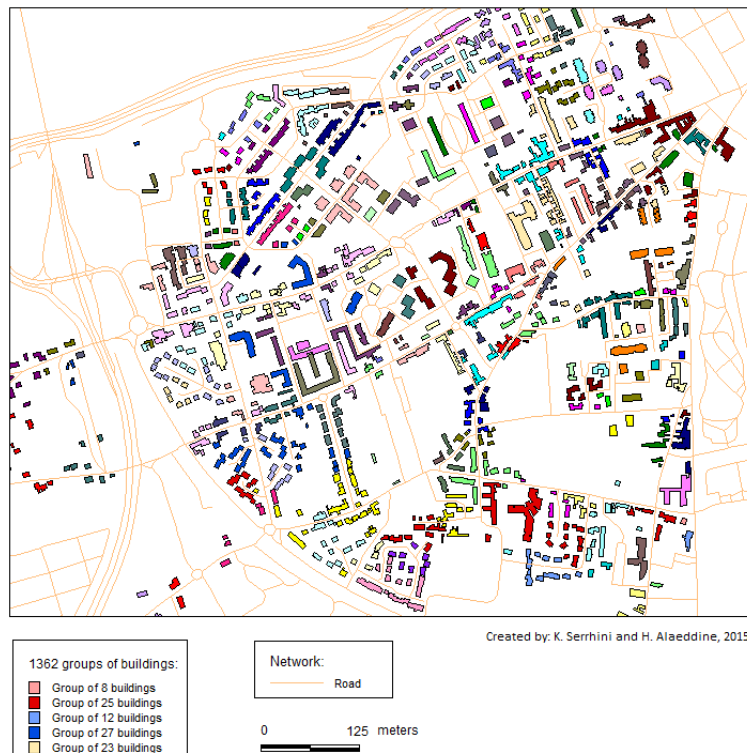 Created by: K. Serrhini and H. Alaeddine, 2015
1362 groups of buildings:
Group of 8 buildings
Group of 25 buildings
Group of 12 buildings
Group of 27 buildings
Group of 23 buildings
Network:
Road
0 125 meters